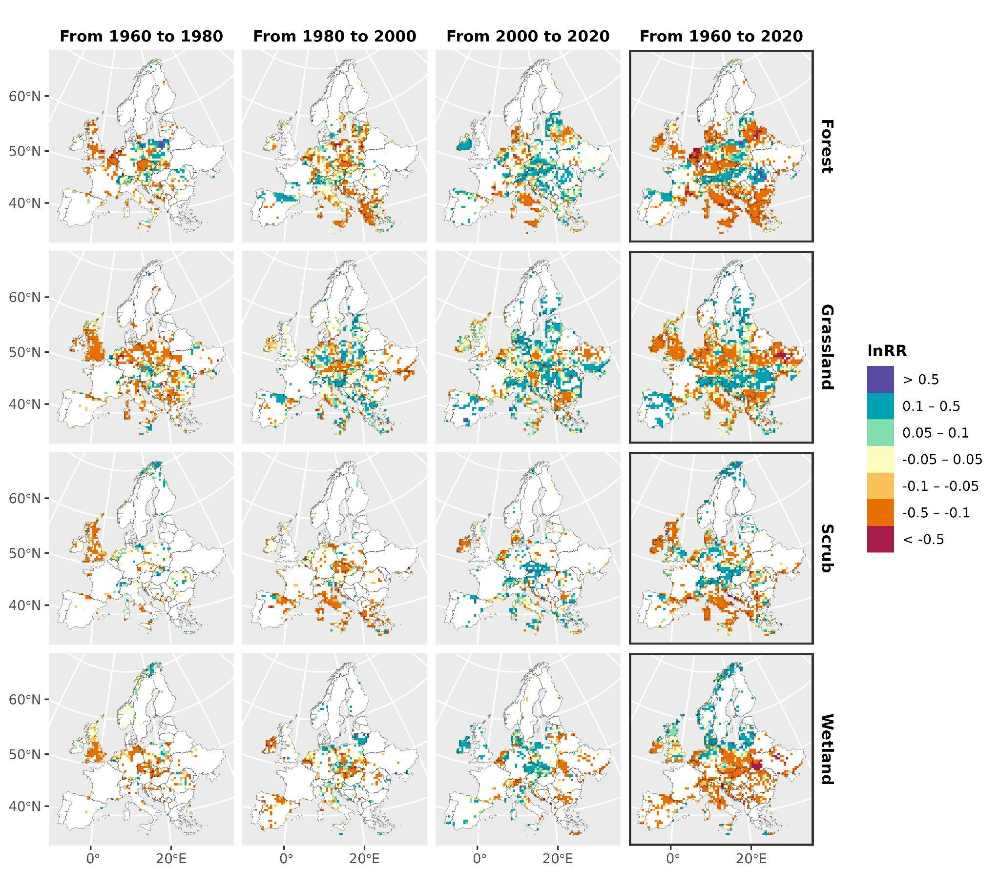 From 1960 to 1980
From 1980 to 2000
From 2000 to 2020
From 1960 to 2020
60°N
50°N
40°N
Forest
60°N
50°N
40°N
Grassland
60°N
50°N
40°N
Scrub
60°N
50°N
40°N
Wetland
0°
20°E
0°
20°E
0°
20°E
0°
20°E
lnRR
> 0.5
0.1 – 0.5
0.05 – 0.1
-0.05 – 0.05
-0.1 – -0.05
-0.5 – -0.1
< -0.5